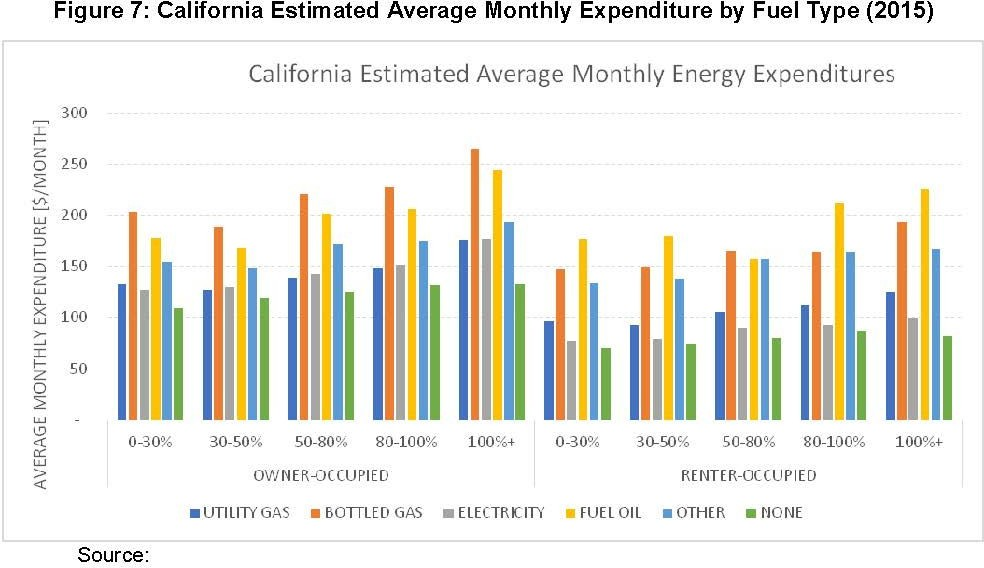 Figure 7: California Estimated Average Monthly Expenditure by Fuel Type (2015)
California Estimated Average Monthly Energy Expenditures
AVERAGE MONTHLY EXPENDITURE [$/MONTH]
300
250
200
150
100
50
-
0-30% 30-50% 50-80% 80-100% 100%+ 0-30% 30-50% 50-80% 80-100% 100%+
OWNER-OCCUPIED RENTER-OCCUPIED
UTILITY GAS BOTTLED GAS ELECTRICITY FUEL OIL OTHER NONE
Source: